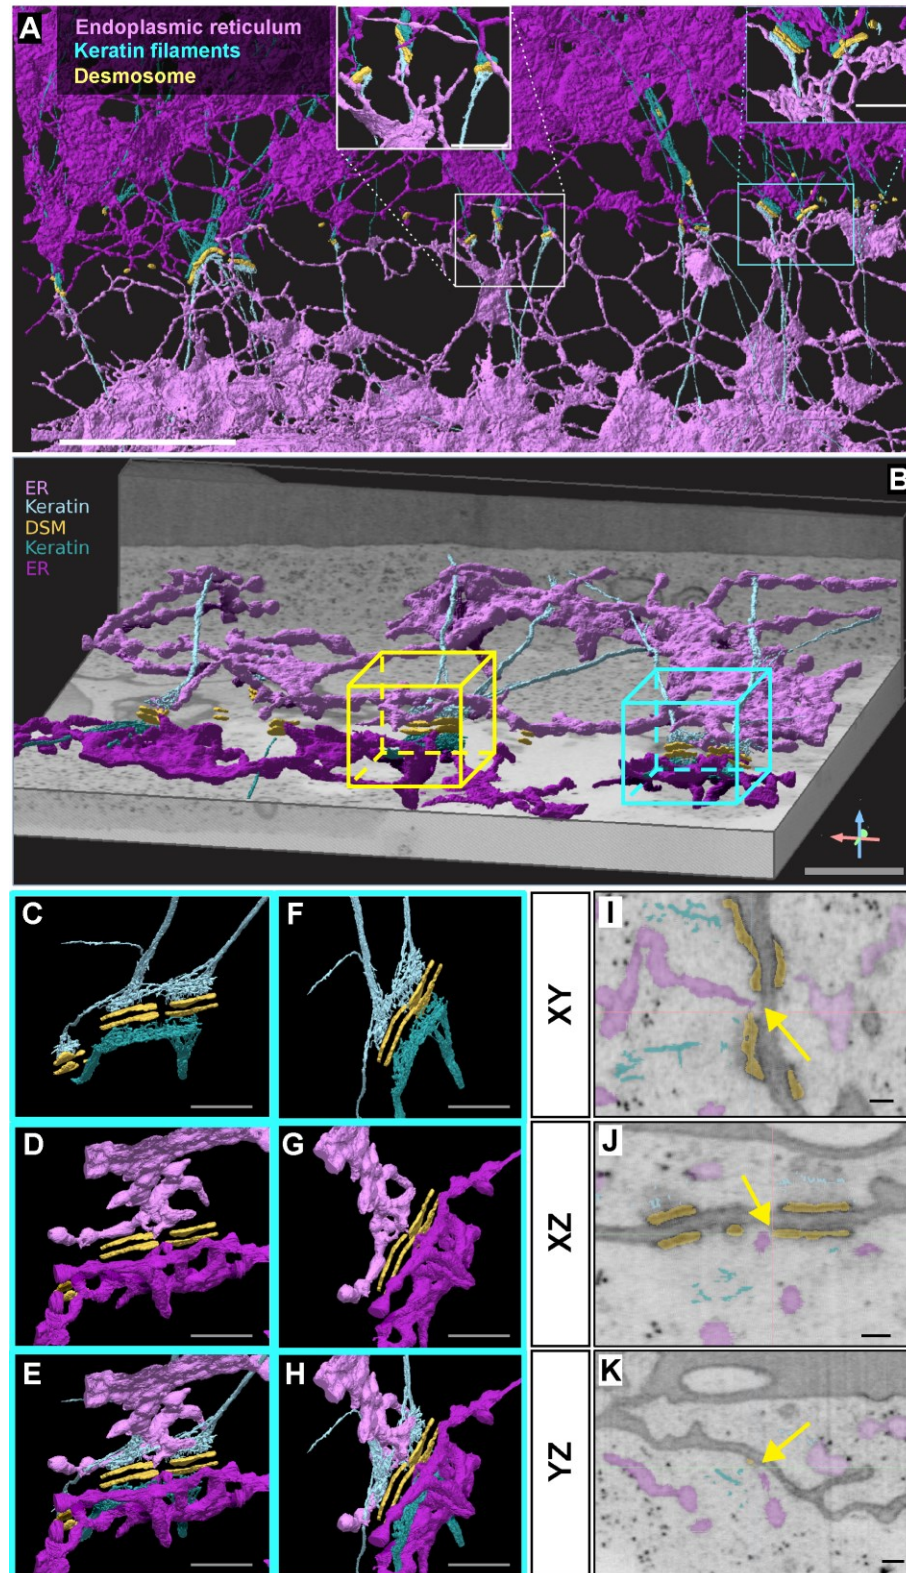 A
Endoplasmic reticulum
Keratin filaments
Desmosome
B
ER
Keratin
DSM
Keratin
ER
C
F
D
G
E
H
XY
I
XZ
J
YZ
K